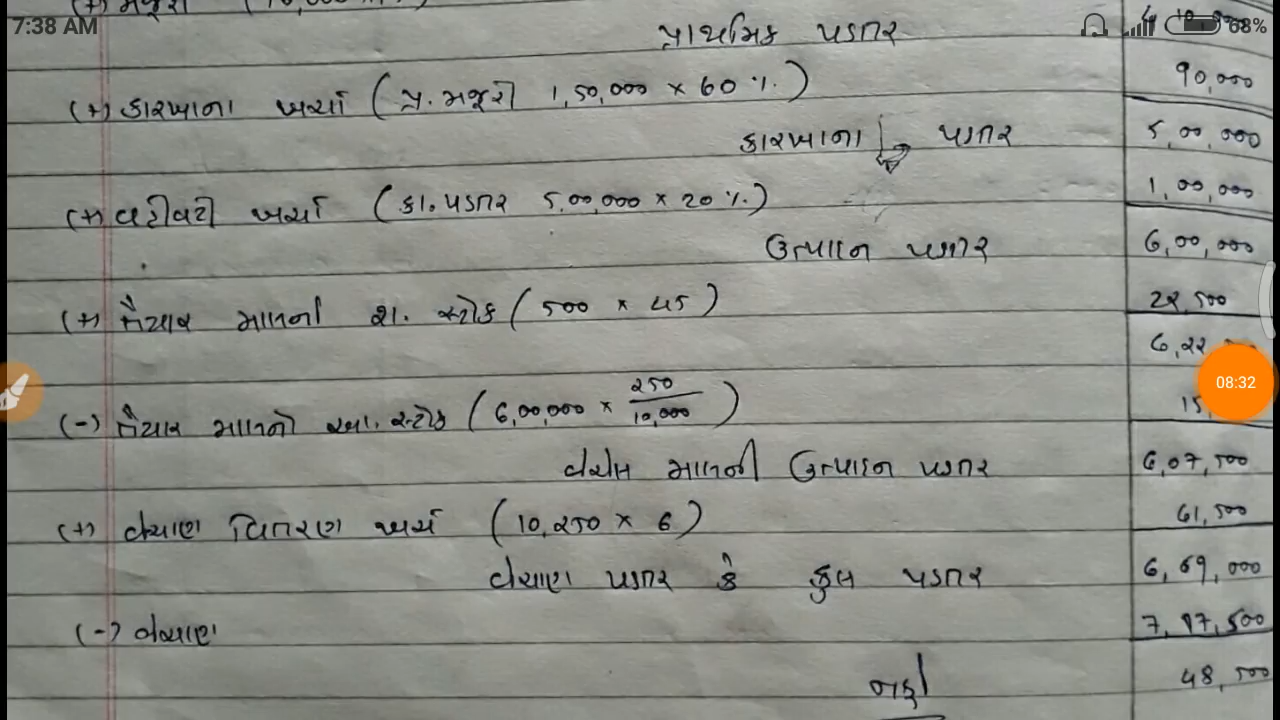 7:38 AM 68%
(+) મજૂરી
પ્રાથમિક પડતર
(+) કારખાના ખર્ચા (પ્ર. મજૂરી 1,50,000 × 60 %.) 90,000
કારખાના પડતર 5,00,000
(+) વહીવટી ખર્ચા (કા. પડતર 5,00,000 × 20 %.) 1,00,000
ઉત્પાદન પડતર 6,00,000
(+) તૈયાર માલનો શ. સ્ટોક (500 × 45) 22,500
6,22
(-) તૈયાર માલનો આ. સ્ટોક (6,00,000 × 250/10,000) 15,
08:32
વેચેલ માલની ઉત્પાદન પડતર 6,07,500
(+) વેચાણ વિતરણ ખર્ચ (10,250 × 6) 61,500
વેચાણ પડતર કે કુલ પડતર 6,69,000
(-) વેચાણ 7,17,500
નફો 48,500